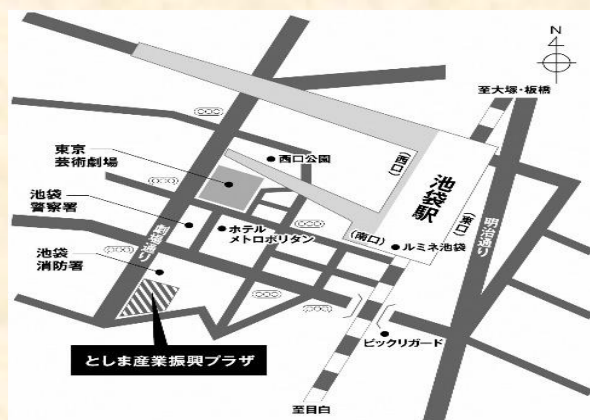 N
至大塚・板橋
東京
芸術劇場
西口公園
(西口)
池袋駅
(東口)
明治通り
池袋
警察署
ホテル
メトロポリタン
(南口)
ルミネ池袋
劇場通り
池袋
消防署
ビックリガード
としま産業振興プラザ
至目白